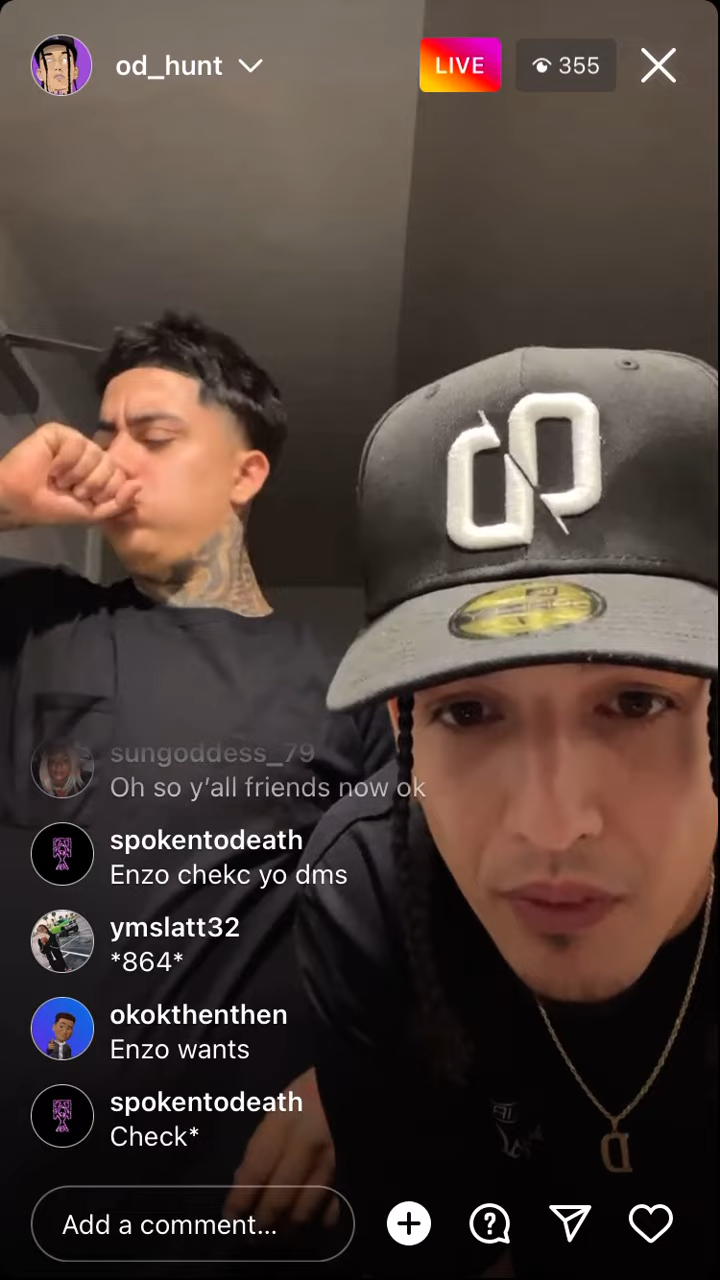 od_hunt
LIVE
355
sungoddess_79
Oh so y’all friends now ok
spokentodeath
Enzo chekc yo dms
ymslatt32
*864*
okokthenthen
Enzo wants
spokentodeath
Check*
Add a comment...